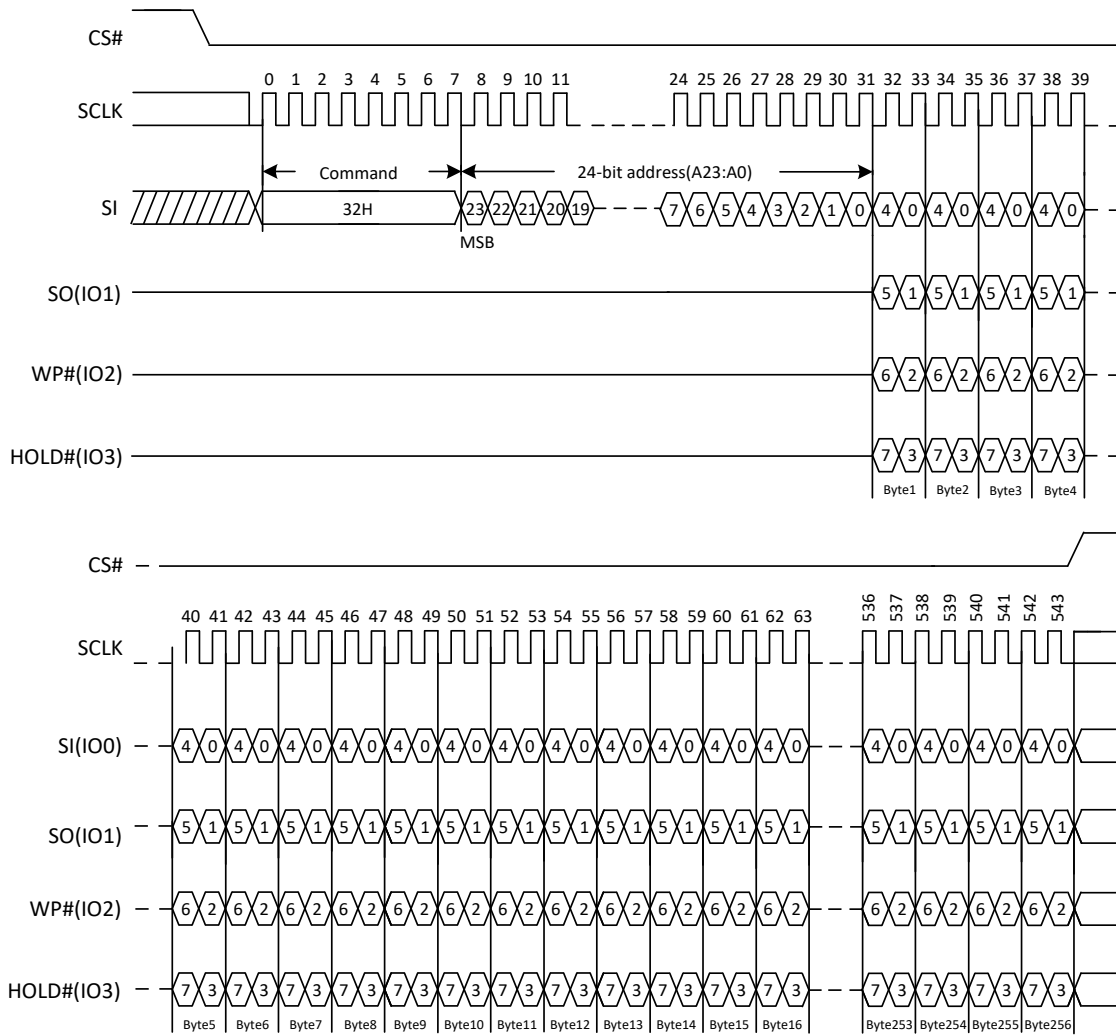 CS#
0 1 2 3 4 5 6 7 8 9 10 11 24 25 26 27 28 29 30 31 32 33 34 35 36 37 38 39
SCLK
Command 24-bit address(A23:A0)
SI 32H 23 22 21 20 19 7 6 5 4 3 2 1 0 4 0 4 0 4 0 4 0
MSB
SO(IO1) 5 1 5 1 5 1 5 1
WP#(IO2) 6 2 6 2 6 2 6 2
HOLD#(IO3) 7 3 7 3 7 3 7 3
Byte1 Byte2 Byte3 Byte4
CS#
40 41 42 43 44 45 46 47 48 49 50 51 52 53 54 55 56 57 58 59 60 61 62 63 536 537 538 539 540 541 542 543
SCLK
SI(IO0) 4 0 4 0 4 0 4 0 4 0 4 0 4 0 4 0 4 0 4 0 4 0 4 0 4 0 4 0 4 0 4 0
SO(IO1) 5 1 5 1 5 1 5 1 5 1 5 1 5 1 5 1 5 1 5 1 5 1 5 1 5 1 5 1 5 1 5 1
WP#(IO2) 6 2 6 2 6 2 6 2 6 2 6 2 6 2 6 2 6 2 6 2 6 2 6 2 6 2 6 2 6 2 6 2
HOLD#(IO3) 7 3 7 3 7 3 7 3 7 3 7 3 7 3 7 3 7 3 7 3 7 3 7 3 7 3 7 3 7 3 7 3
Byte5 Byte6 Byte7 Byte8 Byte9 Byte10 Byte11 Byte12 Byte13 Byte14 Byte15 Byte16 Byte253 Byte254 Byte255 Byte256